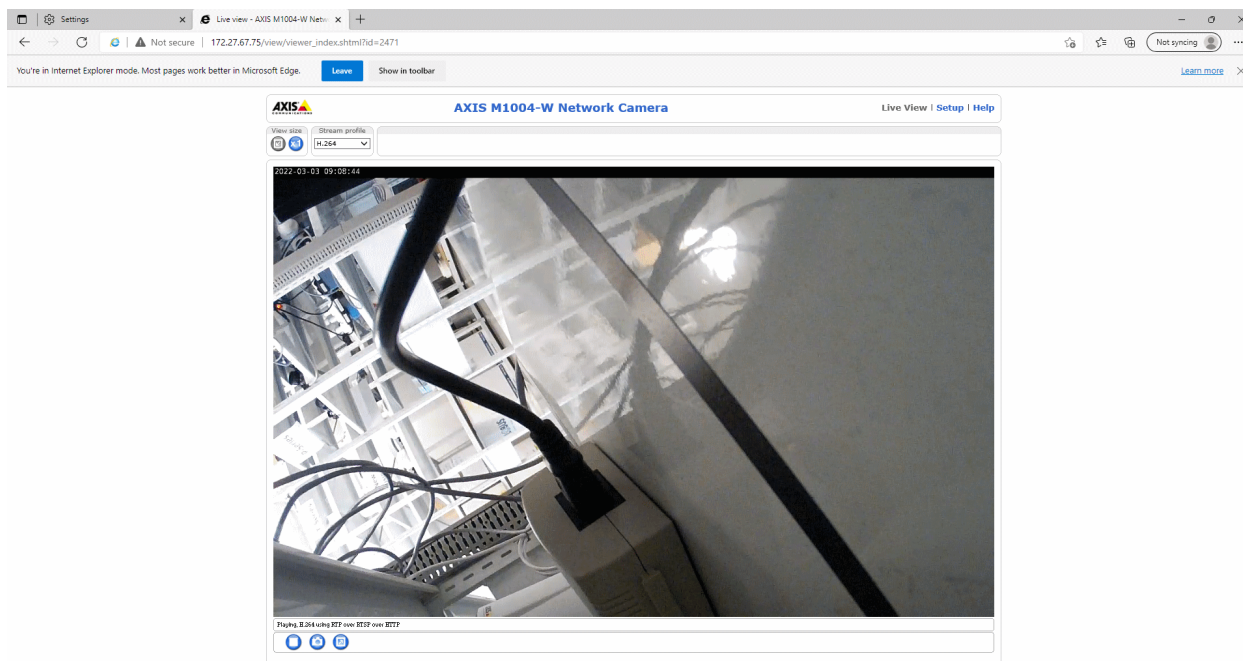 Settings
Live view - AXIS M1004-W Netw
Not secure | 172.27.67.75/view/viewer_index.shtml?id=2471
Not syncing
You're in Internet Explorer mode. Most pages work better in Microsoft Edge.
Leave
Show in toolbar
Learn more
AXIS
COMMUNICATIONS
AXIS M1004-W Network Camera
Live View | Setup | Help
View size
x1
Stream profile
H.264
2022-03-03 09:08:44
Playing, H.264 using RTP over RTSP over HTTP